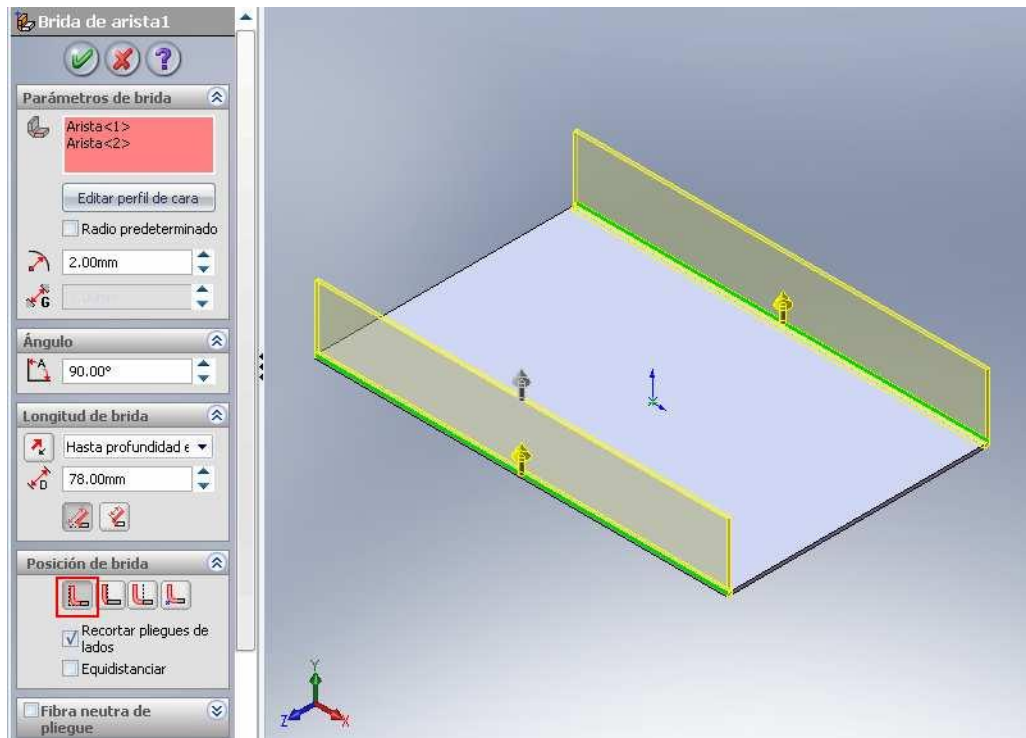 Brida de arista1
?
Parámetros de brida
Arista<1>
Arista<2>
Editar perfil de cara
Radio predeterminado
2.00mm
G
Ángulo
A
90.00°
Longitud de brida
Hasta profundidad e
D
78.00mm
Posición de brida
Recortar pliegues de
lados
Equidistanciar
Fibra neutra de
pliegue
Y
Z
X